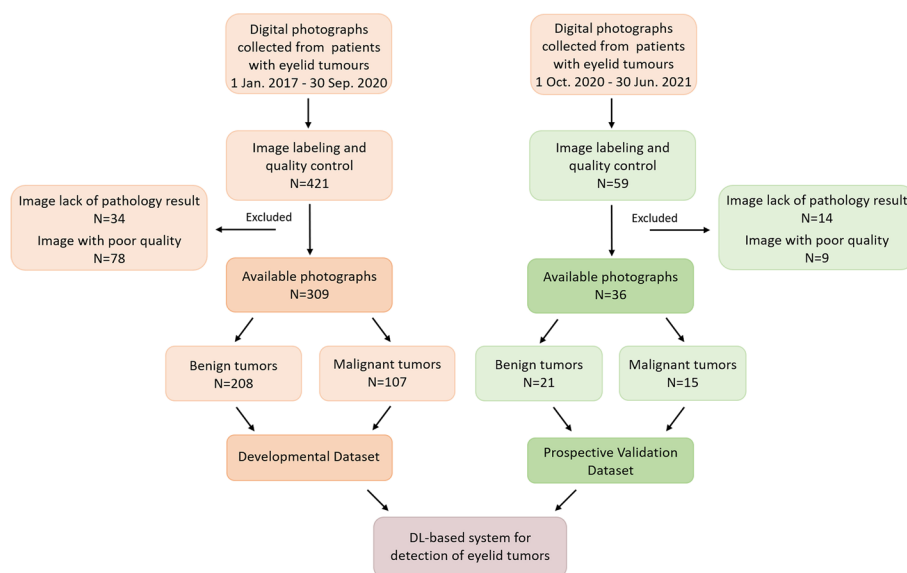 Digital photographs
collected from patients
with eyelid tumours
1 Jan. 2017 - 30 Sep. 2020
Digital photographs
collected from patients
with eyelid tumours
1 Oct. 2020 - 30 Jun. 2021
Image labeling and
quality control
N=421
Image labeling and
quality control
N=59
Image lack of pathology result
N=34
Image with poor quality
N=78
Excluded
Excluded
Image lack of pathology result
N=14
Image with poor quality
N=9
Available photographs
N=309
Available photographs
N=36
Benign tumors
N=208
Malignant tumors
N=107
Benign tumors
N=21
Malignant tumors
N=15
Developmental Dataset
Prospective Validation
Dataset
DL-based system for
detection of eyelid tumors